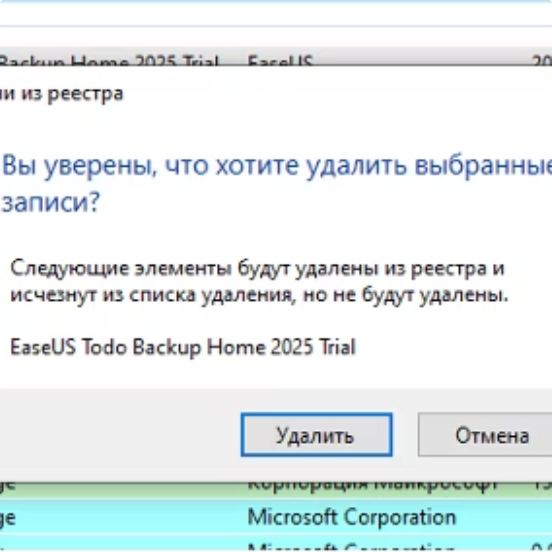 Backup Home 2025 Trial EaseUS 20
ии из реестра
Вы уверены, что хотите удалить выбранные
записи?
Следующие элементы будут удалены из реестра и
исчезнут из списка удаления, но не будут удалены.
EaseUS Todo Backup Home 2025 Trial
Удалить Отмена
ge Корпорация Майкрософт
ge Microsoft Corporation
Microsoft Corporation